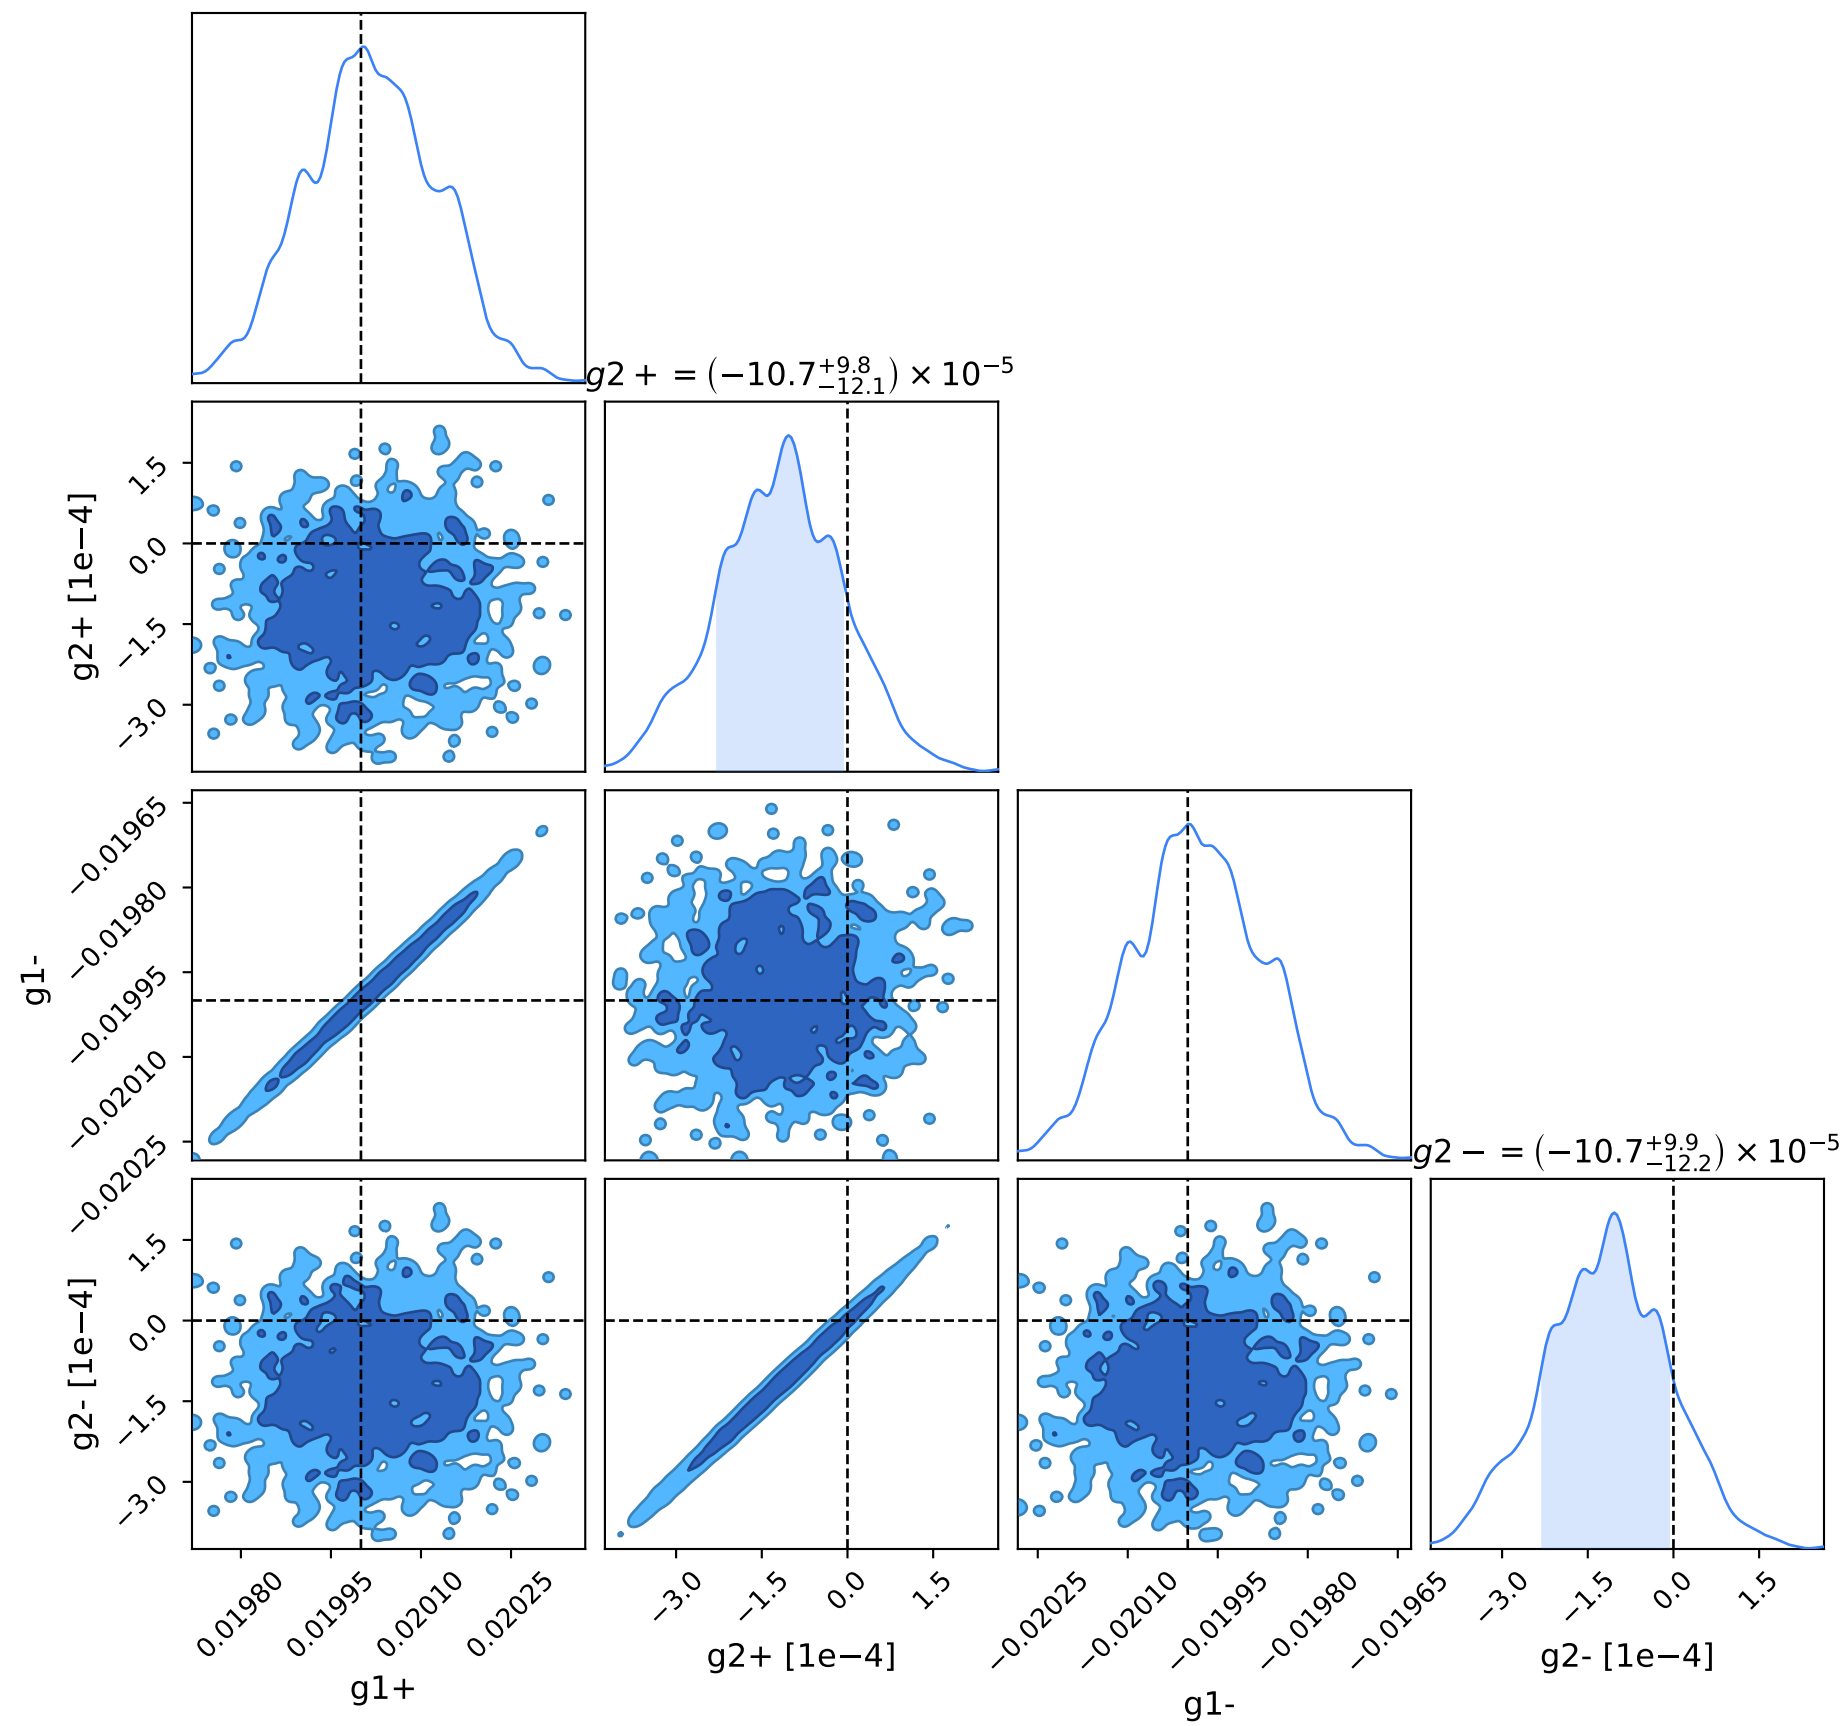 g2+ = (−10.7 +9.8 −12.1) × 10−5
1.5
0.0
−1.5
−3.0
g2+ [1e−4]
−0.01965
−0.01980
−0.01995
−0.02010
−0.02025
g1-
g2− = (−10.7 +9.9 −12.2) × 10−5
1.5
0.0
−1.5
−3.0
g2- [1e−4]
0.01980 0.01995 0.02010 0.02025
−3.0 −1.5 0.0 1.5
−0.02025 −0.02010 −0.01995 −0.01980 −0.01965
−3.0 −1.5 0.0 1.5
g1+
g2+ [1e−4]
g1-
g2- [1e−4]